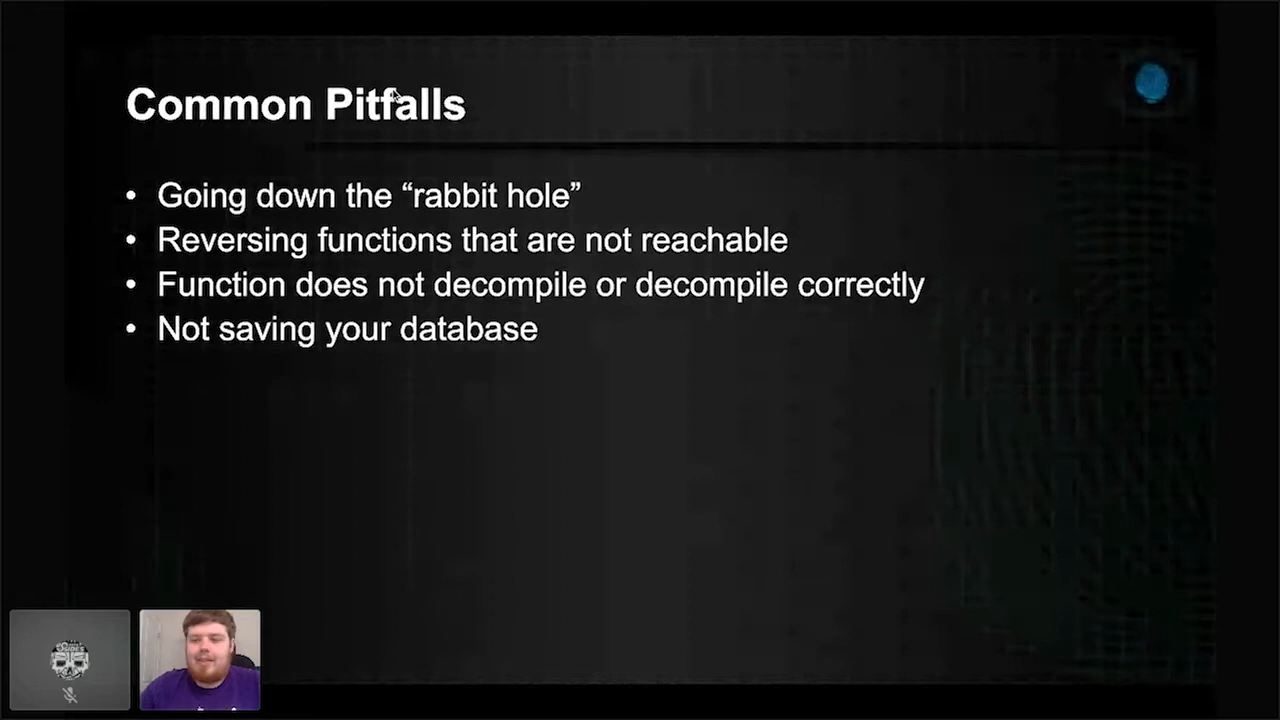 Common Pitfalls
• Going down the “rabbit hole”
• Reversing functions that are not reachable
• Function does not decompile or decompile correctly
• Not saving your database